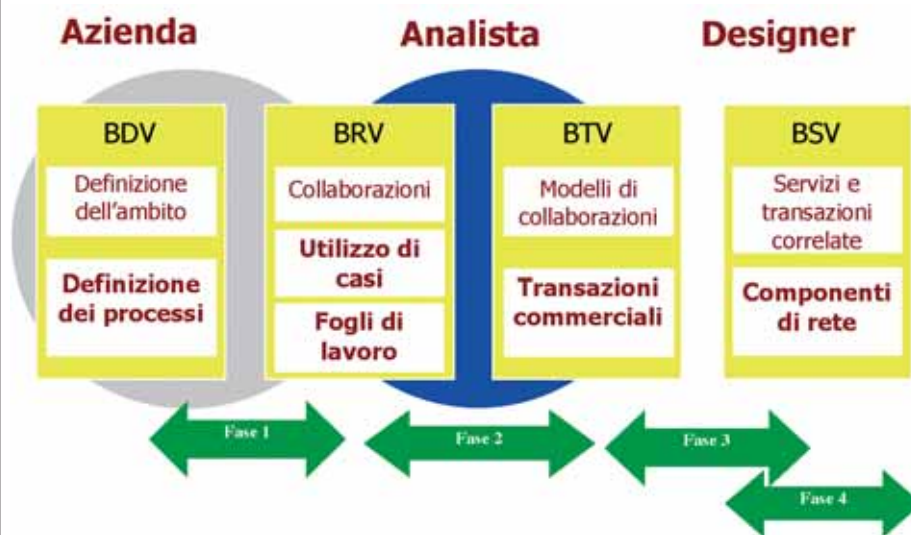 Azienda
Analista
Designer
BDV
Definizione
dell'ambito
Definizione
dei processi
BRV
Collaborazioni
Utilizzo di
casi
Fogli di
lavoro
BTV
Modelli di
collaborazioni
Transazioni
commerciali
BSV
Servizi e
transazioni
correlate
Componenti
di rete
Fase 1
Fase 2
Fase 3
Fase 4